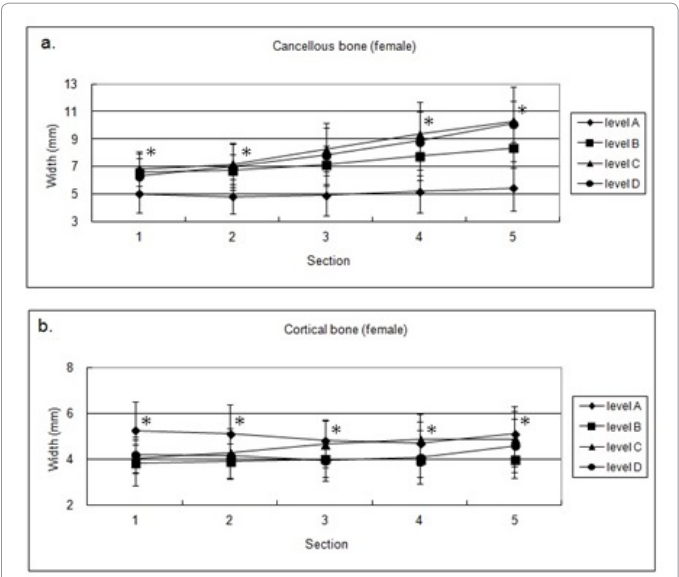 a.
Cancellous bone (female)
Width (mm)
13
11
9
7
5
3
*
*
*
*
1 2 3 4 5
Section
level A
level B
level C
level D
b.
Cortical bone (female)
Width (mm)
8
6
4
2
*
*
*
*
*
1 2 3 4 5
Section
level A
level B
level C
level D